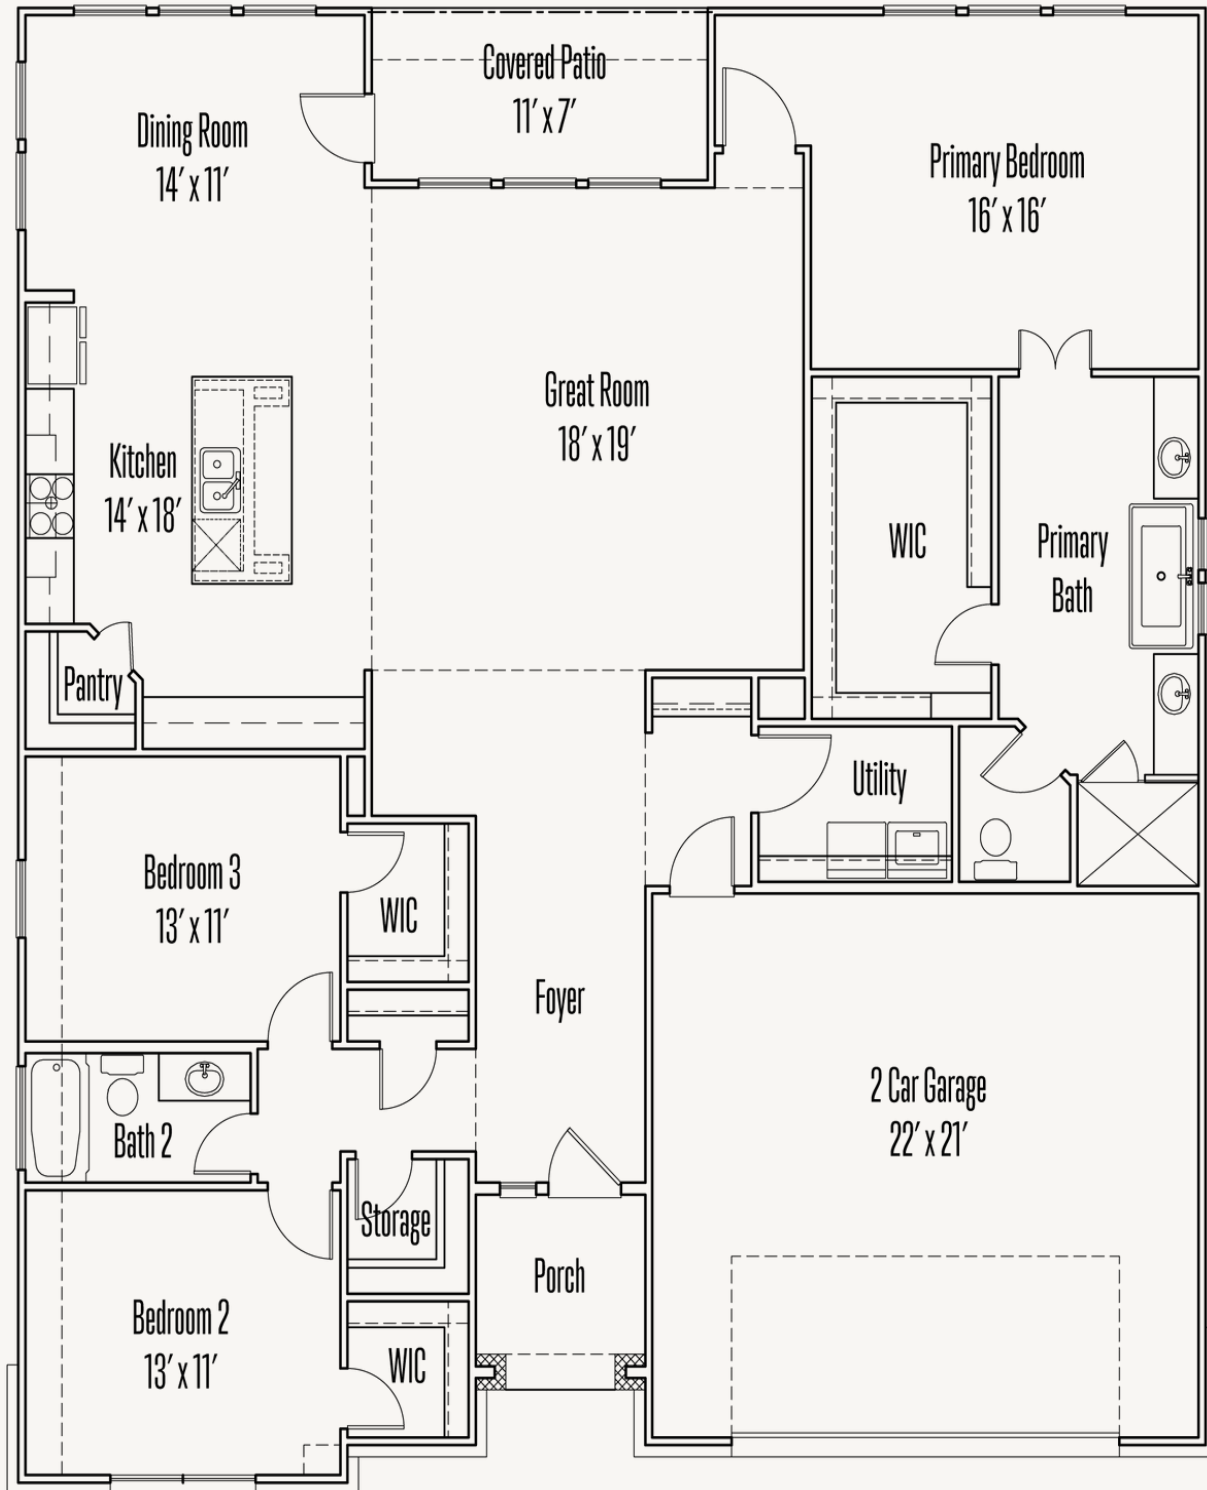 Covered Patio
11′ x 7′
Dining Room
14′ x 11′
Primary Bedroom
16′ x 16′
Great Room
18′ x 19′
Kitchen
14′ x 18′
WIC
Primary
Bath
Pantry
Utility
Bedroom 3
13′ x 11′
WIC
Foyer
2 Car Garage
22′ x 21′
Bath 2
Storage
Porch
Bedroom 2
13′ x 11′
WIC